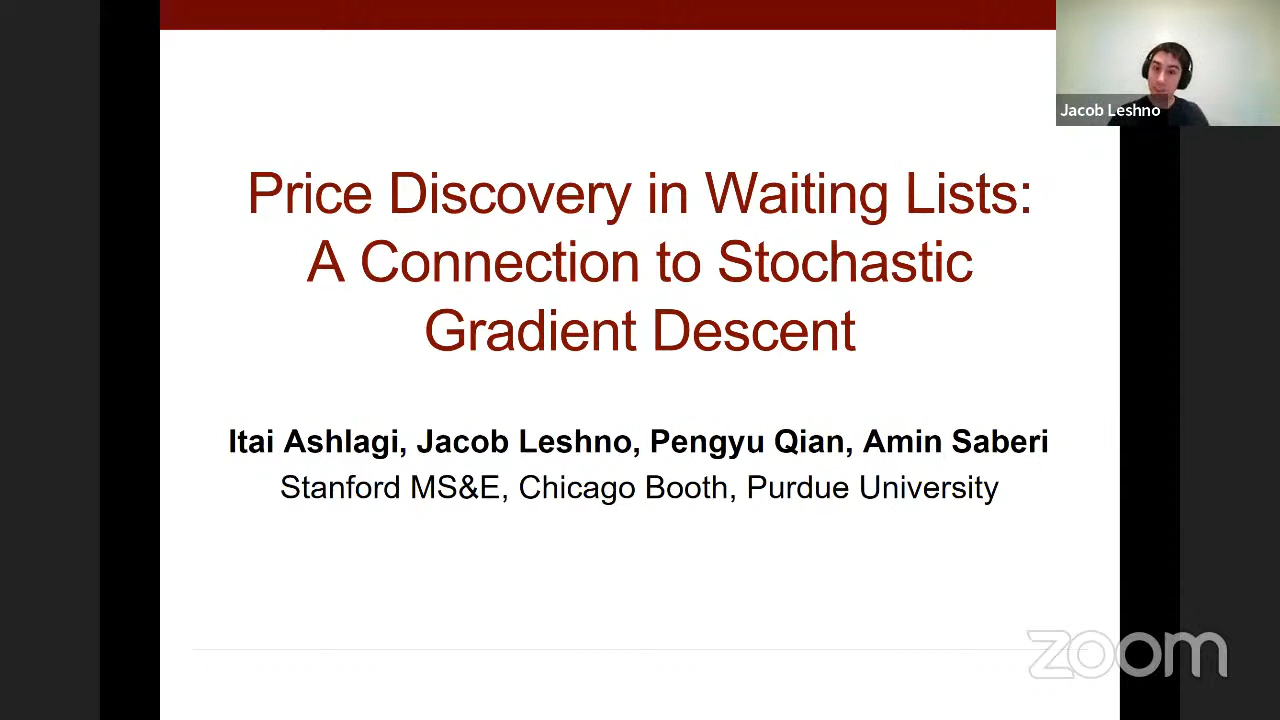 Jacob Leshno
Price Discovery in Waiting Lists:
A Connection to Stochastic
Gradient Descent
Itai Ashlagi, Jacob Leshno, Pengyu Qian, Amin Saberi
Stanford MS&E, Chicago Booth, Purdue University
zoom